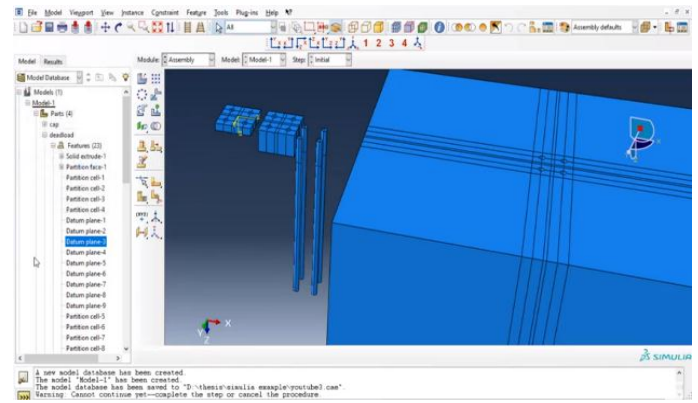 File Model Viewport View Instance Constraint Feature Tools Plug-ins Help
All
Assembly defaults
1 2 3 4
Model Results
Module: Assembly Model: Model-1 Step: Initial
Model Database
Models (1)
Model-1
Parts (4)
cap
deadload
Features (23)
Solid extrude-1
Partition face-1
Partition cell-1
Partition cell-2
Partition cell-3
Partition cell-4
Datum plane-1
Datum plane-2
Datum plane-3
Datum plane-4
Datum plane-5
Datum plane-6
Datum plane-7
Datum plane-8
Datum plane-9
Partition cell-5
Partition cell-6
Partition cell-7
Partition cell-8
X
Y
Z
SIMULIA
A new model database has been created.
The model "Model-1" has been created.
The model database has been saved to "D:\thesis\simulia example\youtube3.cae".
Warning: Cannot continue yet--complete the step or cancel the procedure.